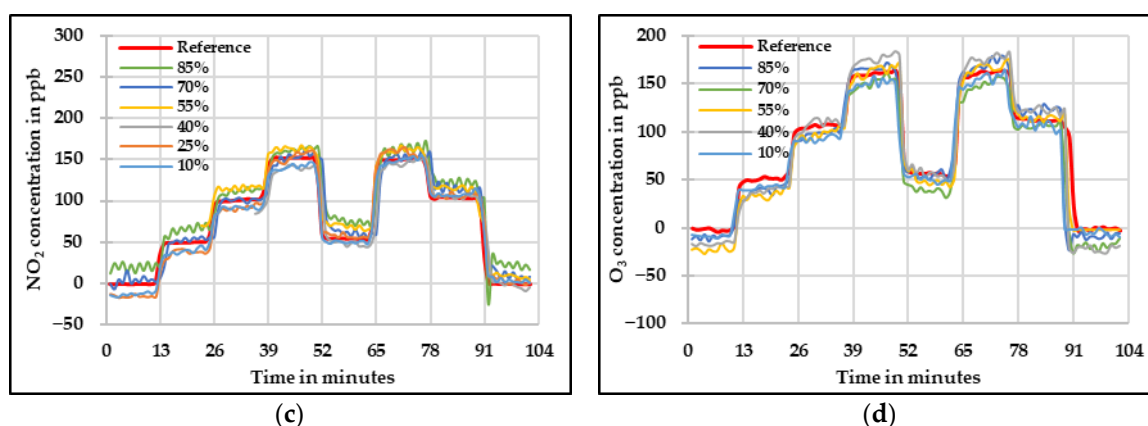 NO2 concentration in ppb
300
250
200
150
100
50
0
−50
Reference
85%
70%
55%
40%
25%
10%
0 13 26 39 52 65 78 91 104
Time in minutes
(c)
O3 concentration in ppb
200
150
100
50
0
−50
−100
Reference
85%
70%
55%
40%
10%
0 13 26 39 52 65 78 91 104
Time in minutes
(d)